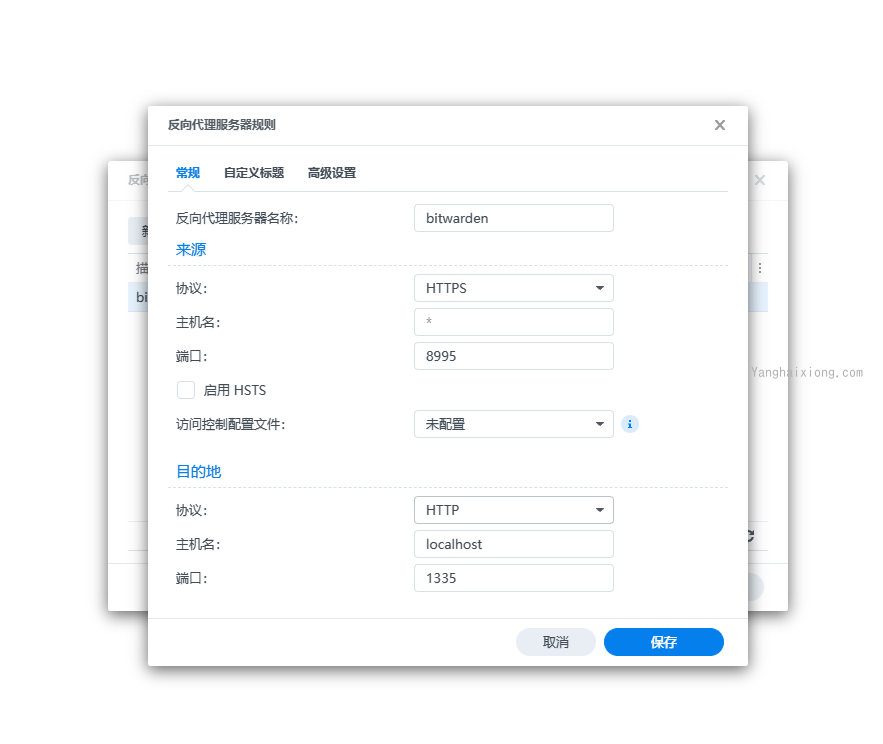 反向代理服务器规则
常规 自定义标题 高级设置
反向代理服务器名称: bitwarden
来源
协议: HTTPS
主机名: *
端口: 8995
启用 HSTS
访问控制配置文件: 未配置
目的地
协议: HTTP
主机名: localhost
端口: 1335
取消 保存
反向
描
bi
Yanghaixiong.com